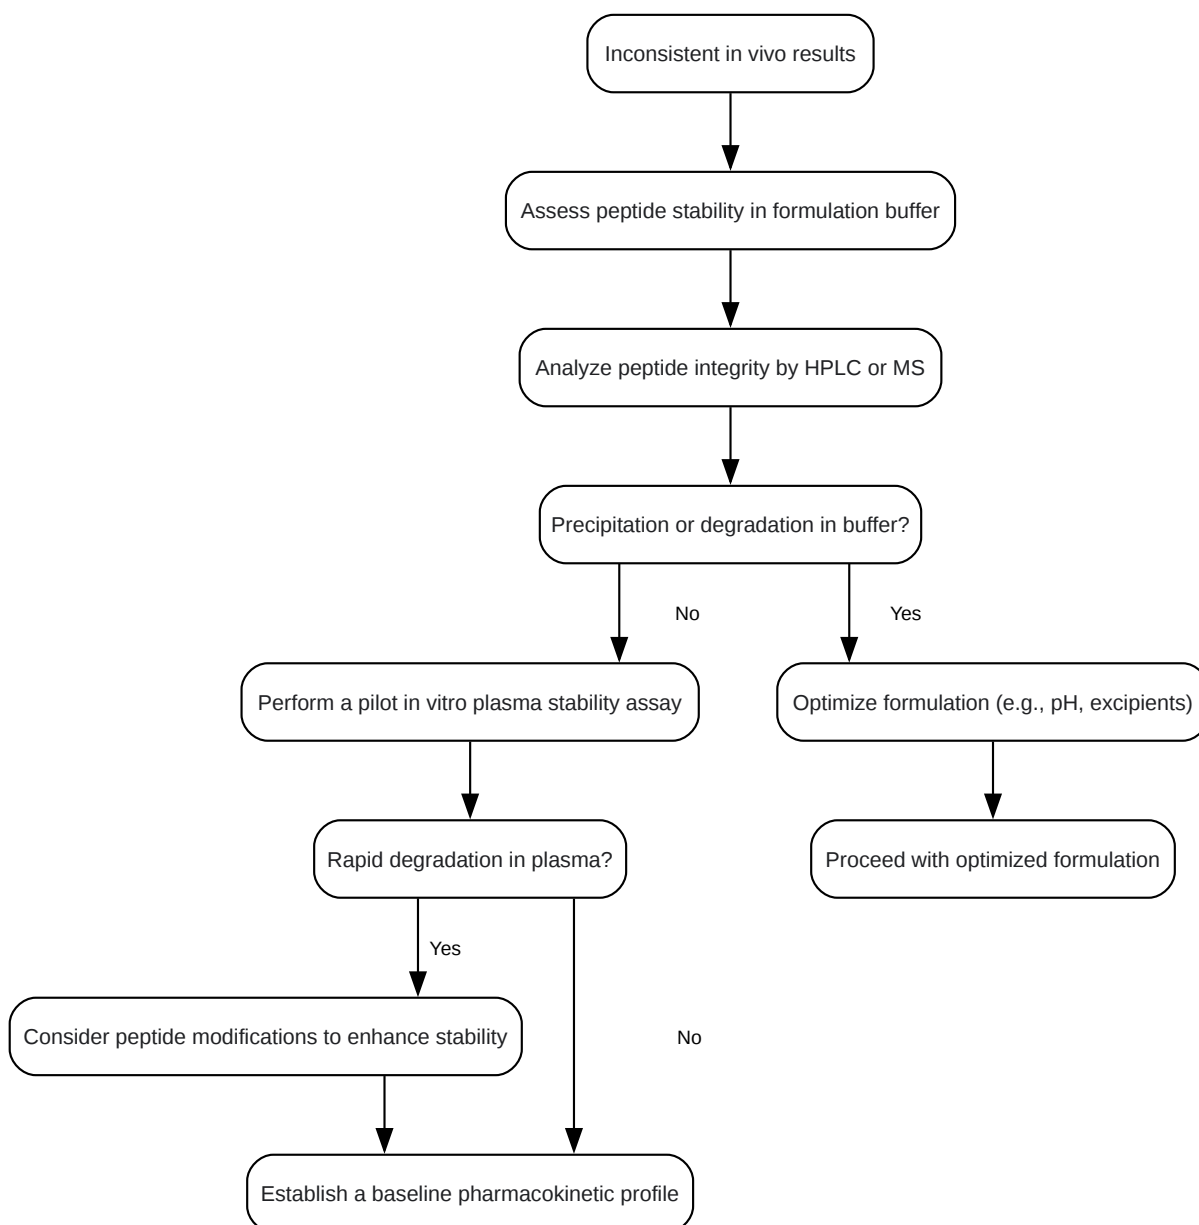 Inconsistent in vivo results
Assess peptide stability in formulation buffer
Analyze peptide integrity by HPLC or MS
Precipitation or degradation in buffer?
No
Yes
Perform a pilot in vitro plasma stability assay
Optimize formulation (e.g., pH, excipients)
Rapid degradation in plasma?
Proceed with optimized formulation
Yes
Consider peptide modifications to enhance stability
No
Establish a baseline pharmacokinetic profile